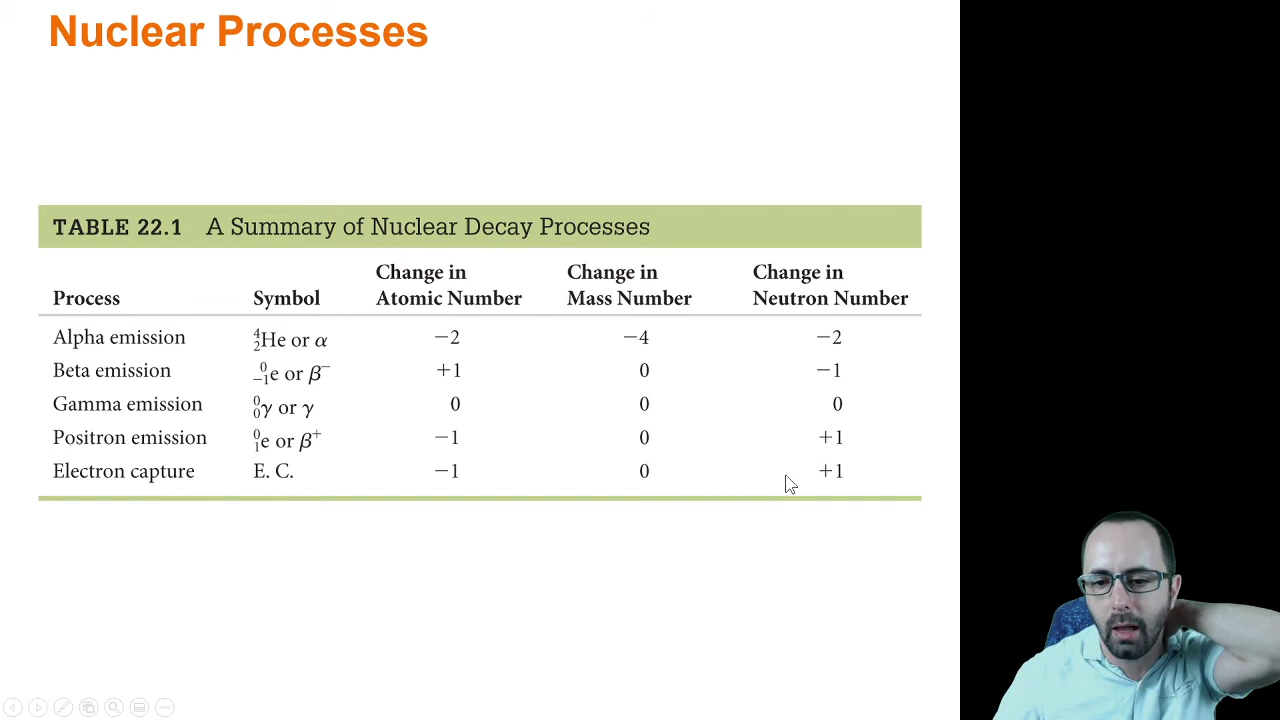 Nuclear Processes
TABLE 22.1 A Summary of Nuclear Decay Processes
Process Symbol Change in Atomic Number Change in Mass Number Change in Neutron Number
Alpha emission ⁴₂He or α −2 −4 −2
Beta emission ⁰₋₁e or β⁻ +1 0 −1
Gamma emission ⁰₀γ or γ 0 0 0
Positron emission ⁰₁e or β⁺ −1 0 +1
Electron capture E. C. −1 0 +1